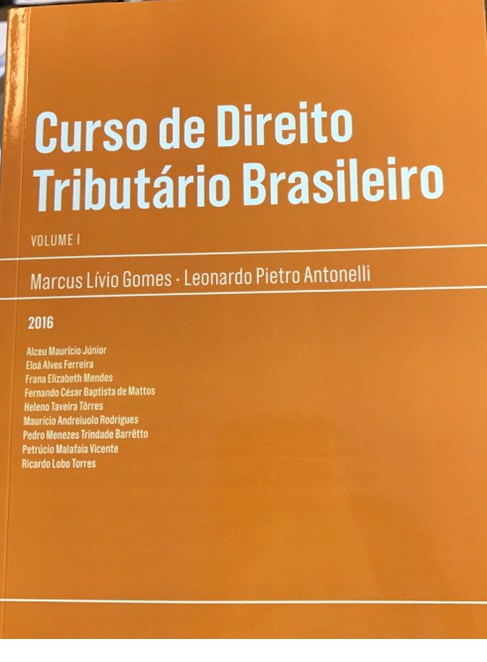 Curso de Direito
Tributário Brasileiro
VOLUME I
Marcus Lívio Gomes · Leonardo Pietro Antonelli
2016
Alceu Maurício Júnior
Eloá Alves Ferreira
Frana Elizabeth Mendes
Fernando César Baptista de Mattos
Heleno Taveira Tôrres
Maurício Andreiuolo Rodrigues
Pedro Menezes Trindade Barrêtto
Petrúcio Malafaia Vicente
Ricardo Lobo Torres